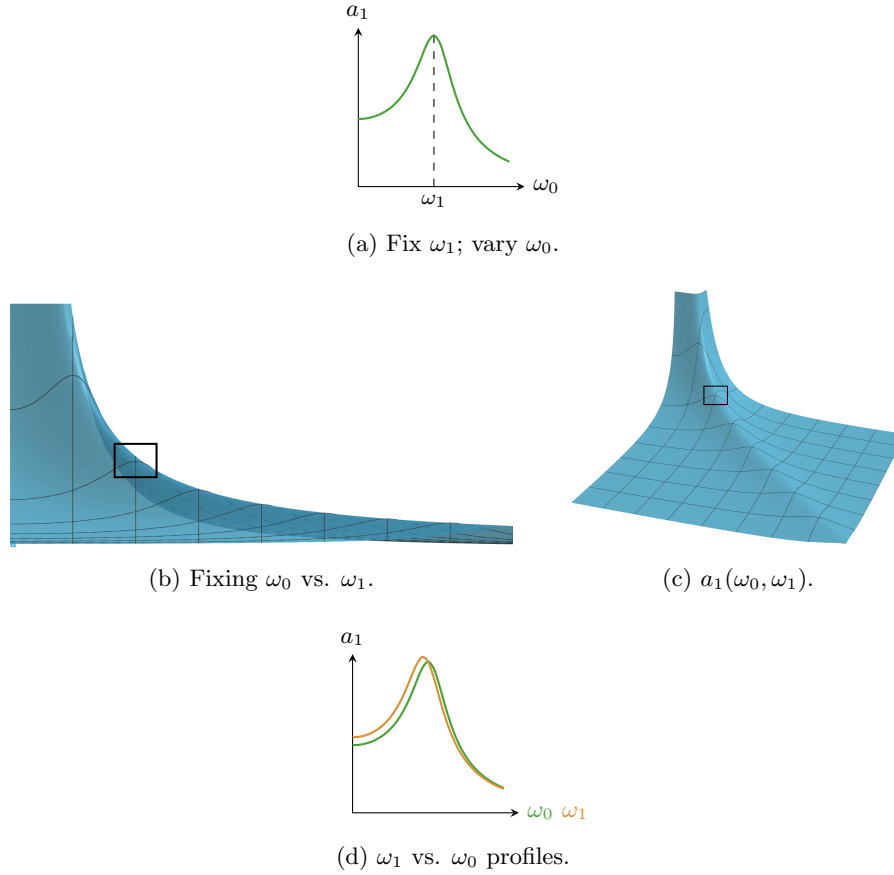 a₁
ω₀
ω₁
(a) Fix ω₁; vary ω₀.
(b) Fixing ω₀ vs. ω₁.
(c) a₁(ω₀, ω₁).
a₁
ω₀ ω₁
(d) ω₁ vs. ω₀ profiles.